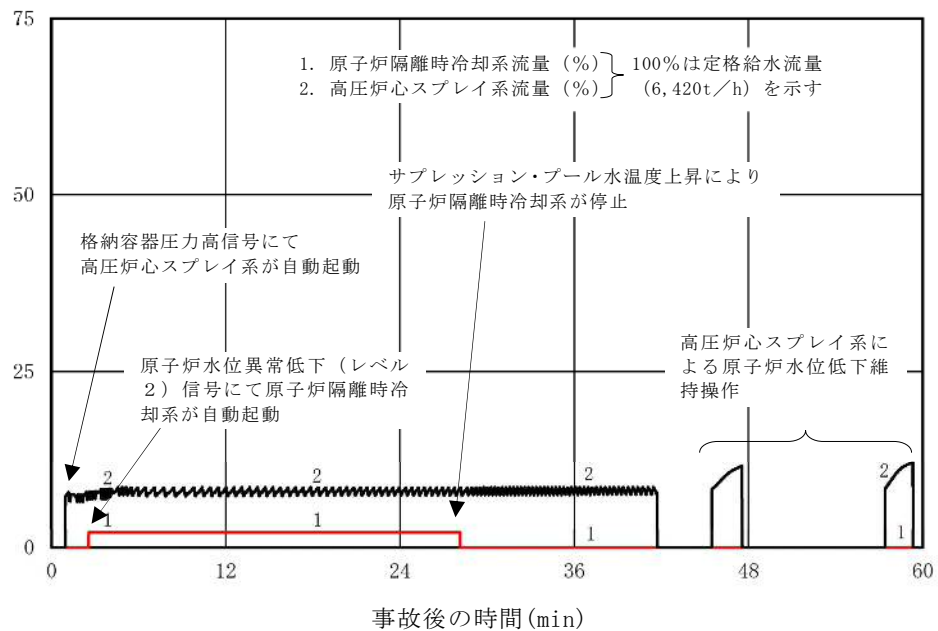 75
1. 原子炉隔離時冷却系流量（%） 100%は定格給水流量
2. 高圧炉心スプレイ系流量（%） （6,420t／h）を示す
50
サプレッション・プール水温度上昇により
原子炉隔離時冷却系が停止
格納容器圧力高信号にて
高圧炉心スプレイ系が自動起動
高圧炉心スプレイ系に
よる原子炉水位低下維
持操作
25
原子炉水位異常低下（レベル
２）信号にて原子炉隔離時冷
却系が自動起動
2 2 2 2
1 1 1 1
0
0 12 24 36 48 60
事故後の時間(min)